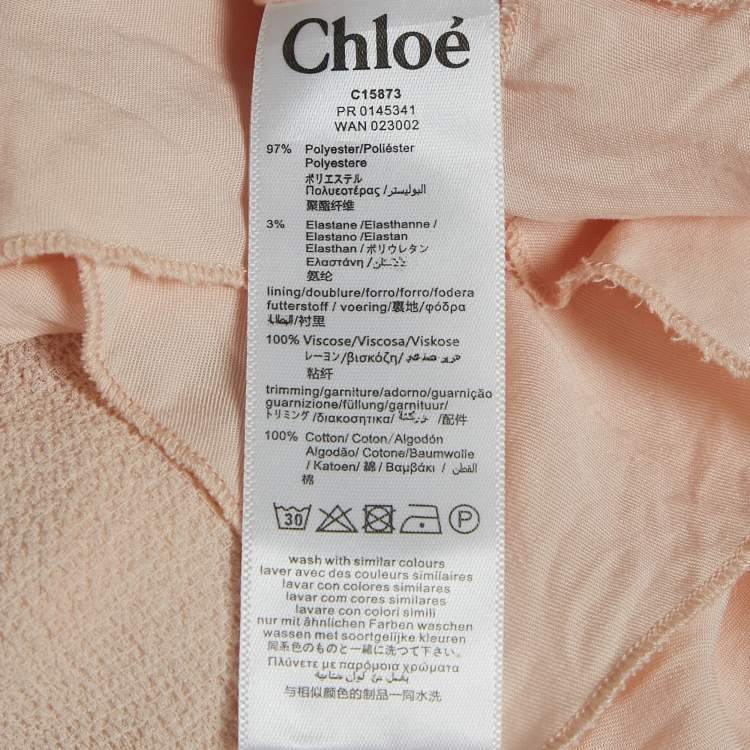 Chloé
C15873
PR 0145341
WAN 023002
97% Polyester/Poliéster
Polyestere
ポリエステル
Πολυεστέρας /البوليستر
聚酯纤维
3% Elastane /Elasthanne /
Elastano /Elastan
Elasthan / ポリウレタン
Ελαστάνη /
氨纶
lining/doublure/forro/forro/fodera
futterstoff / voering/裏地/φόδρα
/衬里
100% Viscose/Viscosa/Viskose
レーヨン/βισκόζη/
粘纤
trimming/garniture/adorno/guarnição
guarnizione/füllung/garnituur/
トリミング /διακοσμητικά/ /配件
100% Cotton/ Coton/Algodón
Algodão/ Cotone/Baumwolle
/ Katoen/ 綿 / Βαμβάκι / القطن
棉
30 P
wash with similar colours
laver avec des couleurs similaires
lavar con colores similares
lavar com cores similares
lavare con colori simili
nur mit ähnlichen Farben waschen
wassen met soortgelijke kleuren
同系色のものと一緒に洗つて下さい。
Πλύνετε με παρόμοια χρώματα
يغسل مع
与相似颜色的制品一同水洗